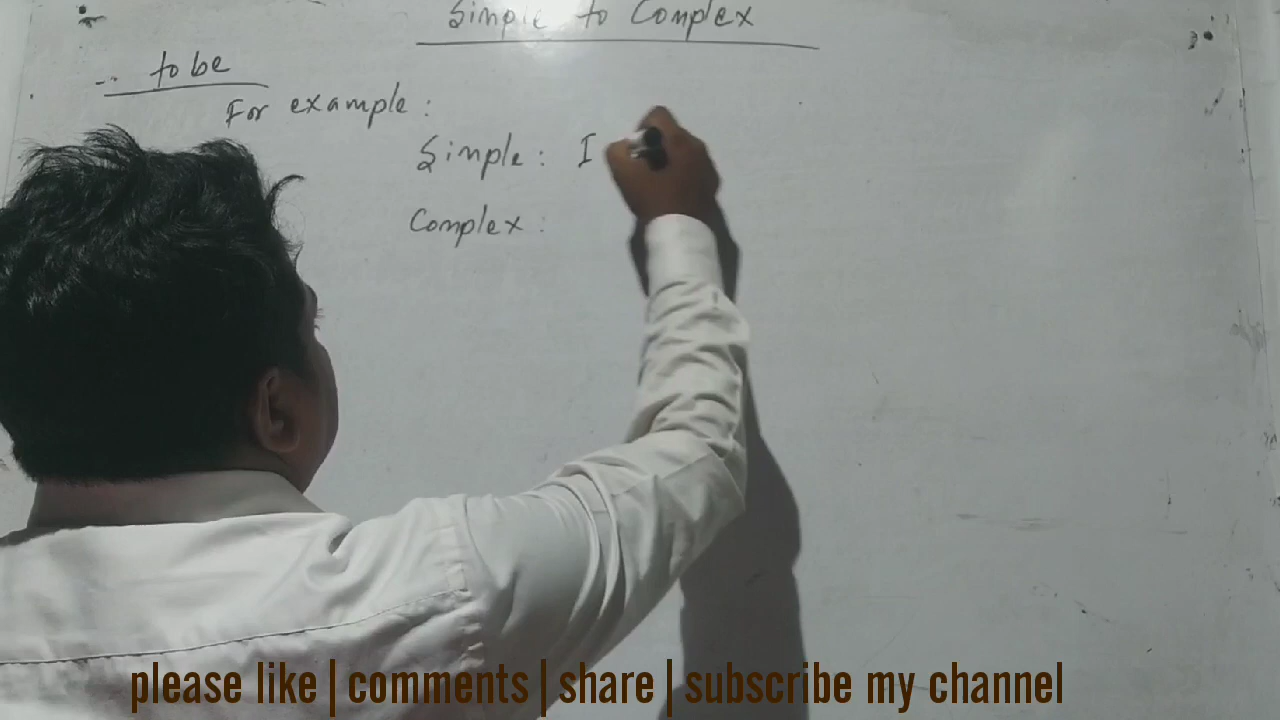 Simple to Complex
to be
For example :
Simple : I
Complex :
please like | comments | share | subscribe my channel